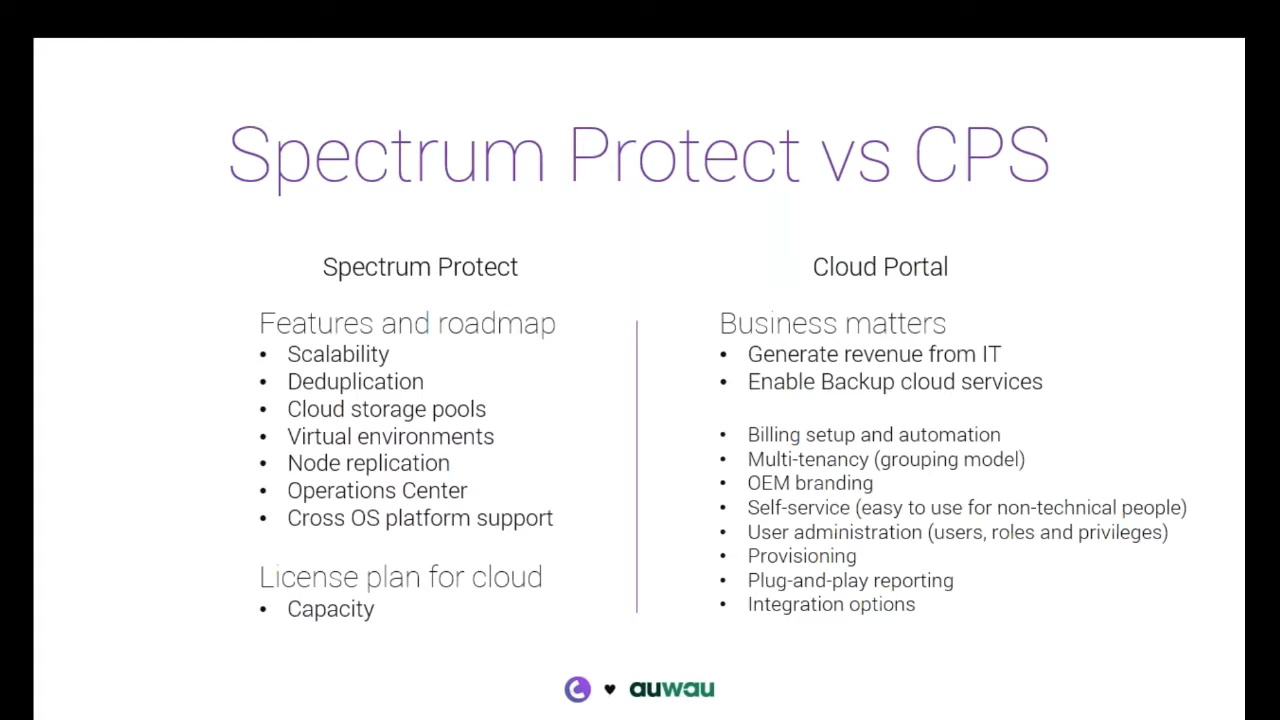 Spectrum Protect vs CPS
Spectrum Protect
Features and roadmap
• Scalability
• Deduplication
• Cloud storage pools
• Virtual environments
• Node replication
• Operations Center
• Cross OS platform support
License plan for cloud
• Capacity
Cloud Portal
Business matters
• Generate revenue from IT
• Enable Backup cloud services
• Billing setup and automation
• Multi-tenancy (grouping model)
• OEM branding
• Self-service (easy to use for non-technical people)
• User administration (users, roles and privileges)
• Provisioning
• Plug-and-play reporting
• Integration options
auwau